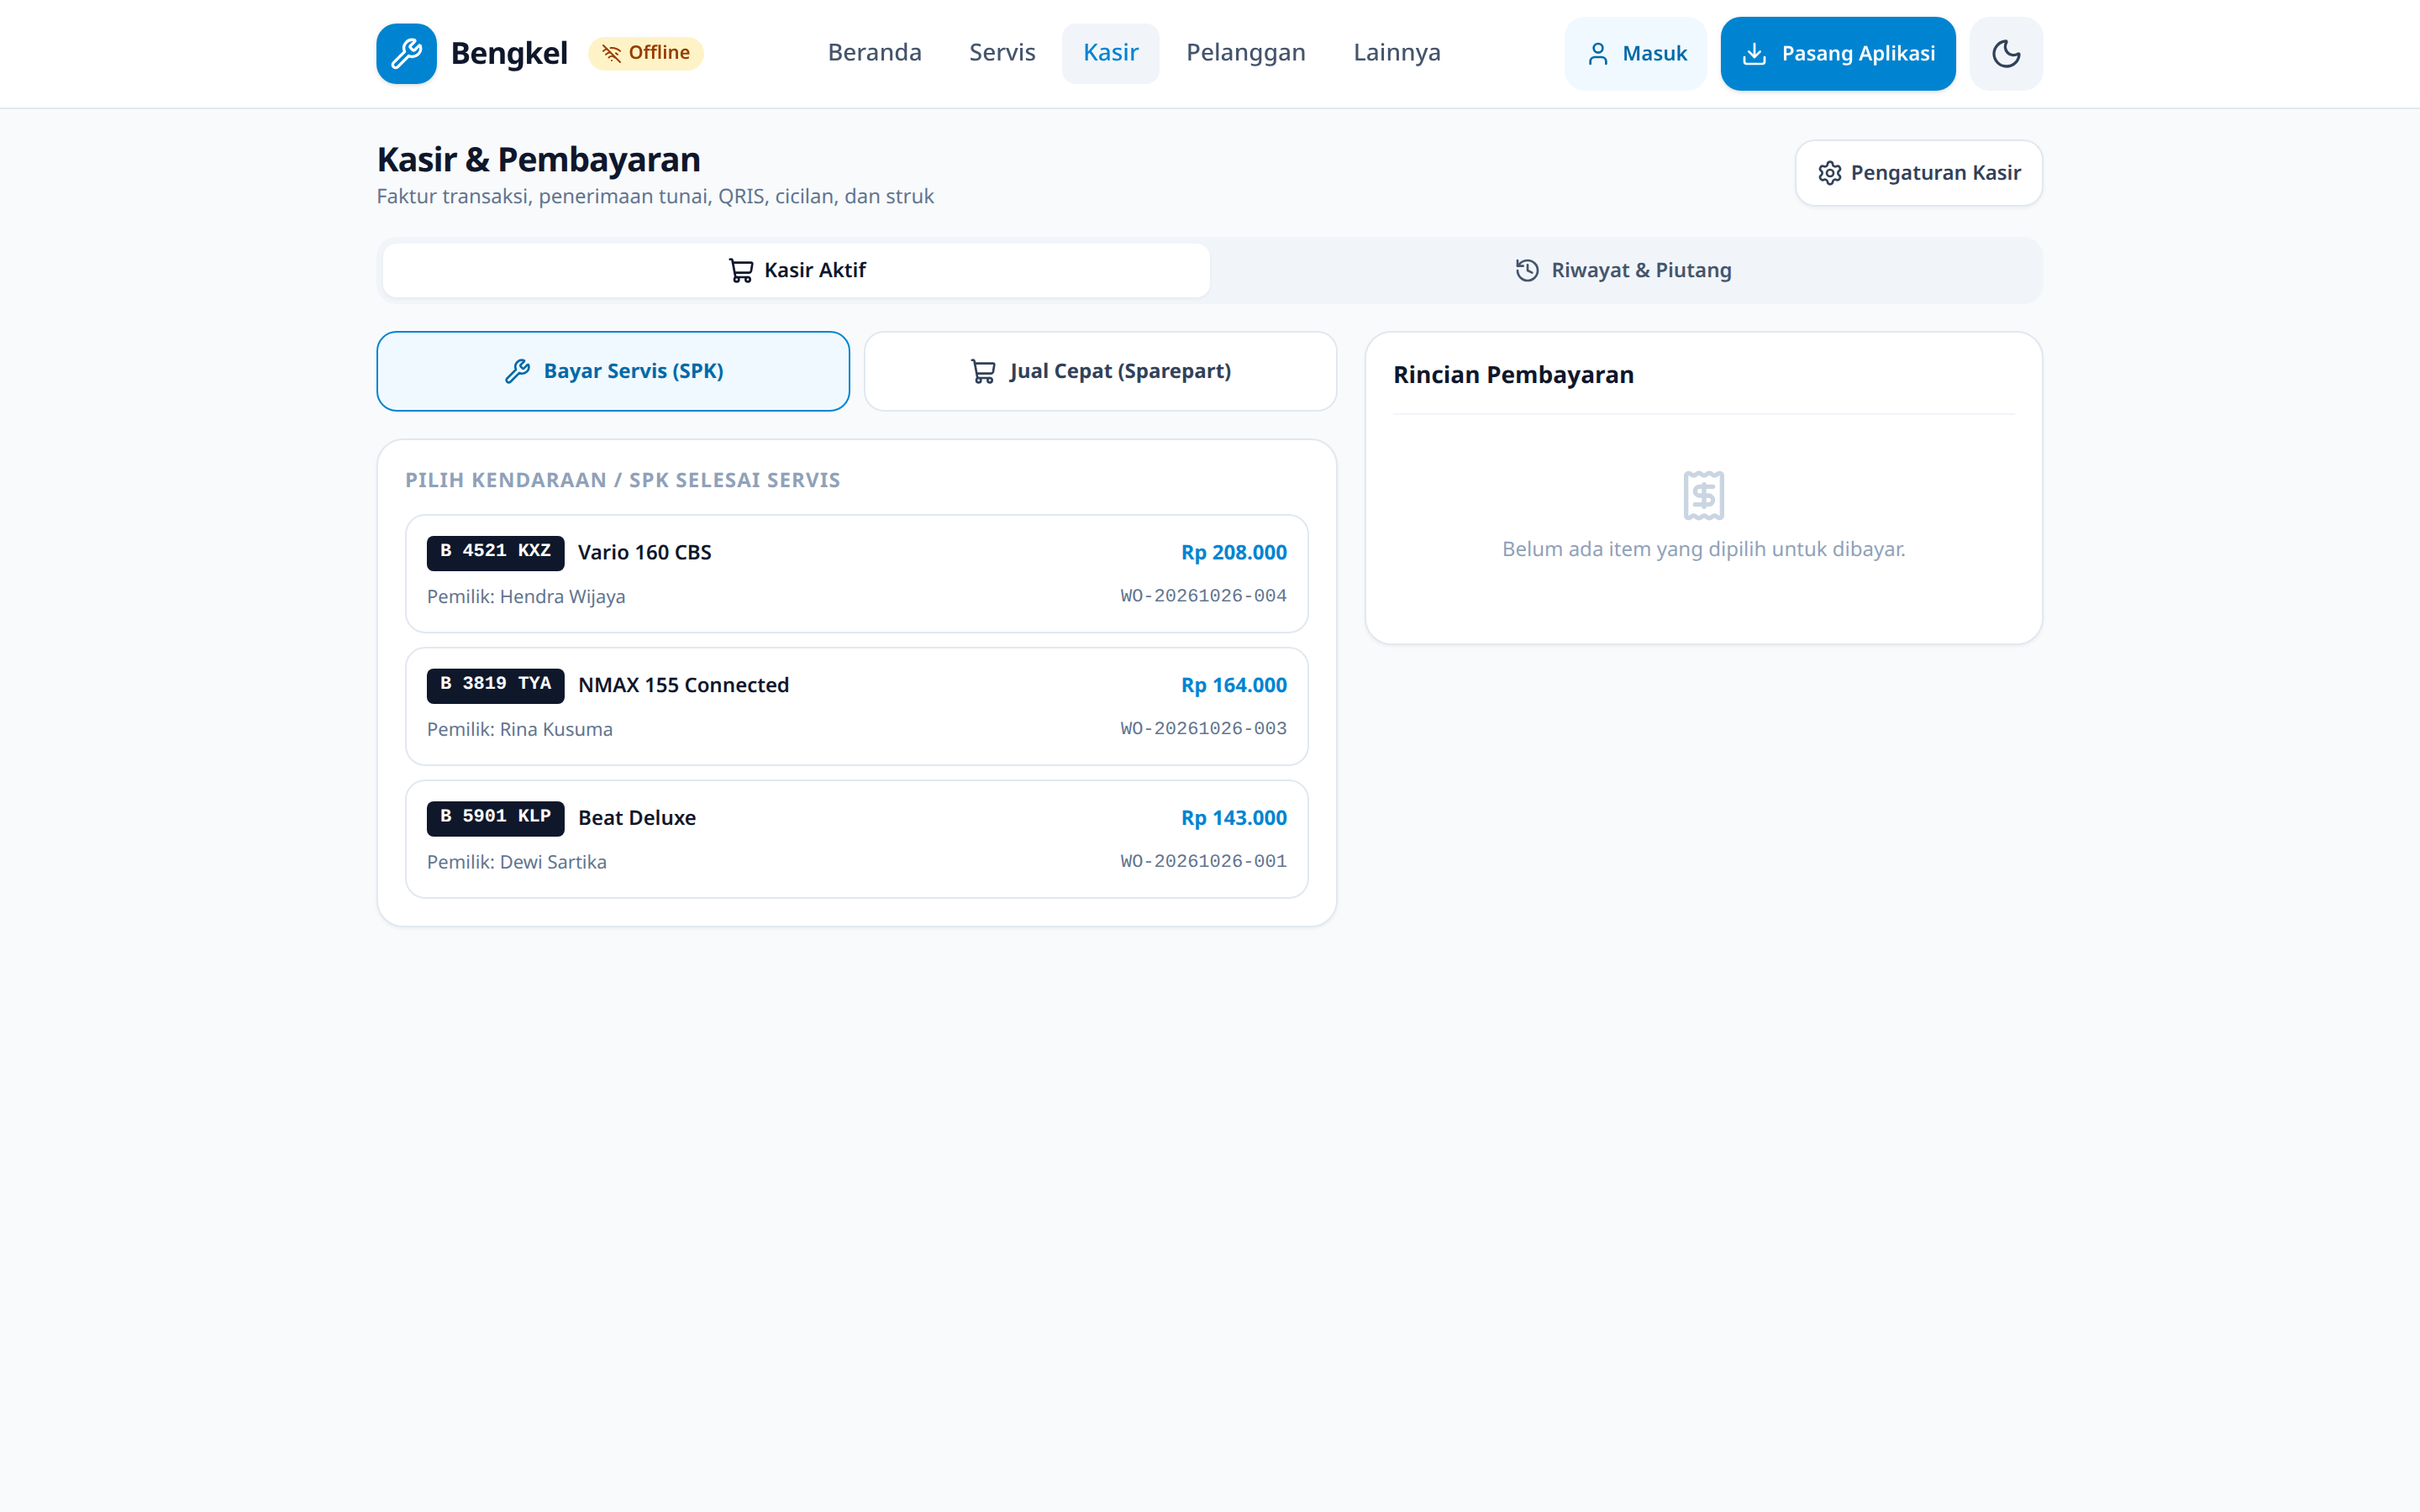 Bengkel
Offline
Beranda
Servis
Kasir
Pelanggan
Lainnya
Masuk
Pasang Aplikasi
Kasir & Pembayaran
Faktur transaksi, penerimaan tunai, QRIS, cicilan, dan struk
Pengaturan Kasir
Kasir Aktif
Riwayat & Piutang
Bayar Servis (SPK)
Jual Cepat (Sparepart)
PILIH KENDARAAN / SPK SELESAI SERVIS
B 4521 KXZ
Vario 160 CBS
Rp 208.000
Pemilik: Hendra Wijaya
WO-20261026-004
B 3819 TYA
NMAX 155 Connected
Rp 164.000
Pemilik: Rina Kusuma
WO-20261026-003
B 5901 KLP
Beat Deluxe
Rp 143.000
Pemilik: Dewi Sartika
WO-20261026-001
Rincian Pembayaran
Belum ada item yang dipilih untuk dibayar.